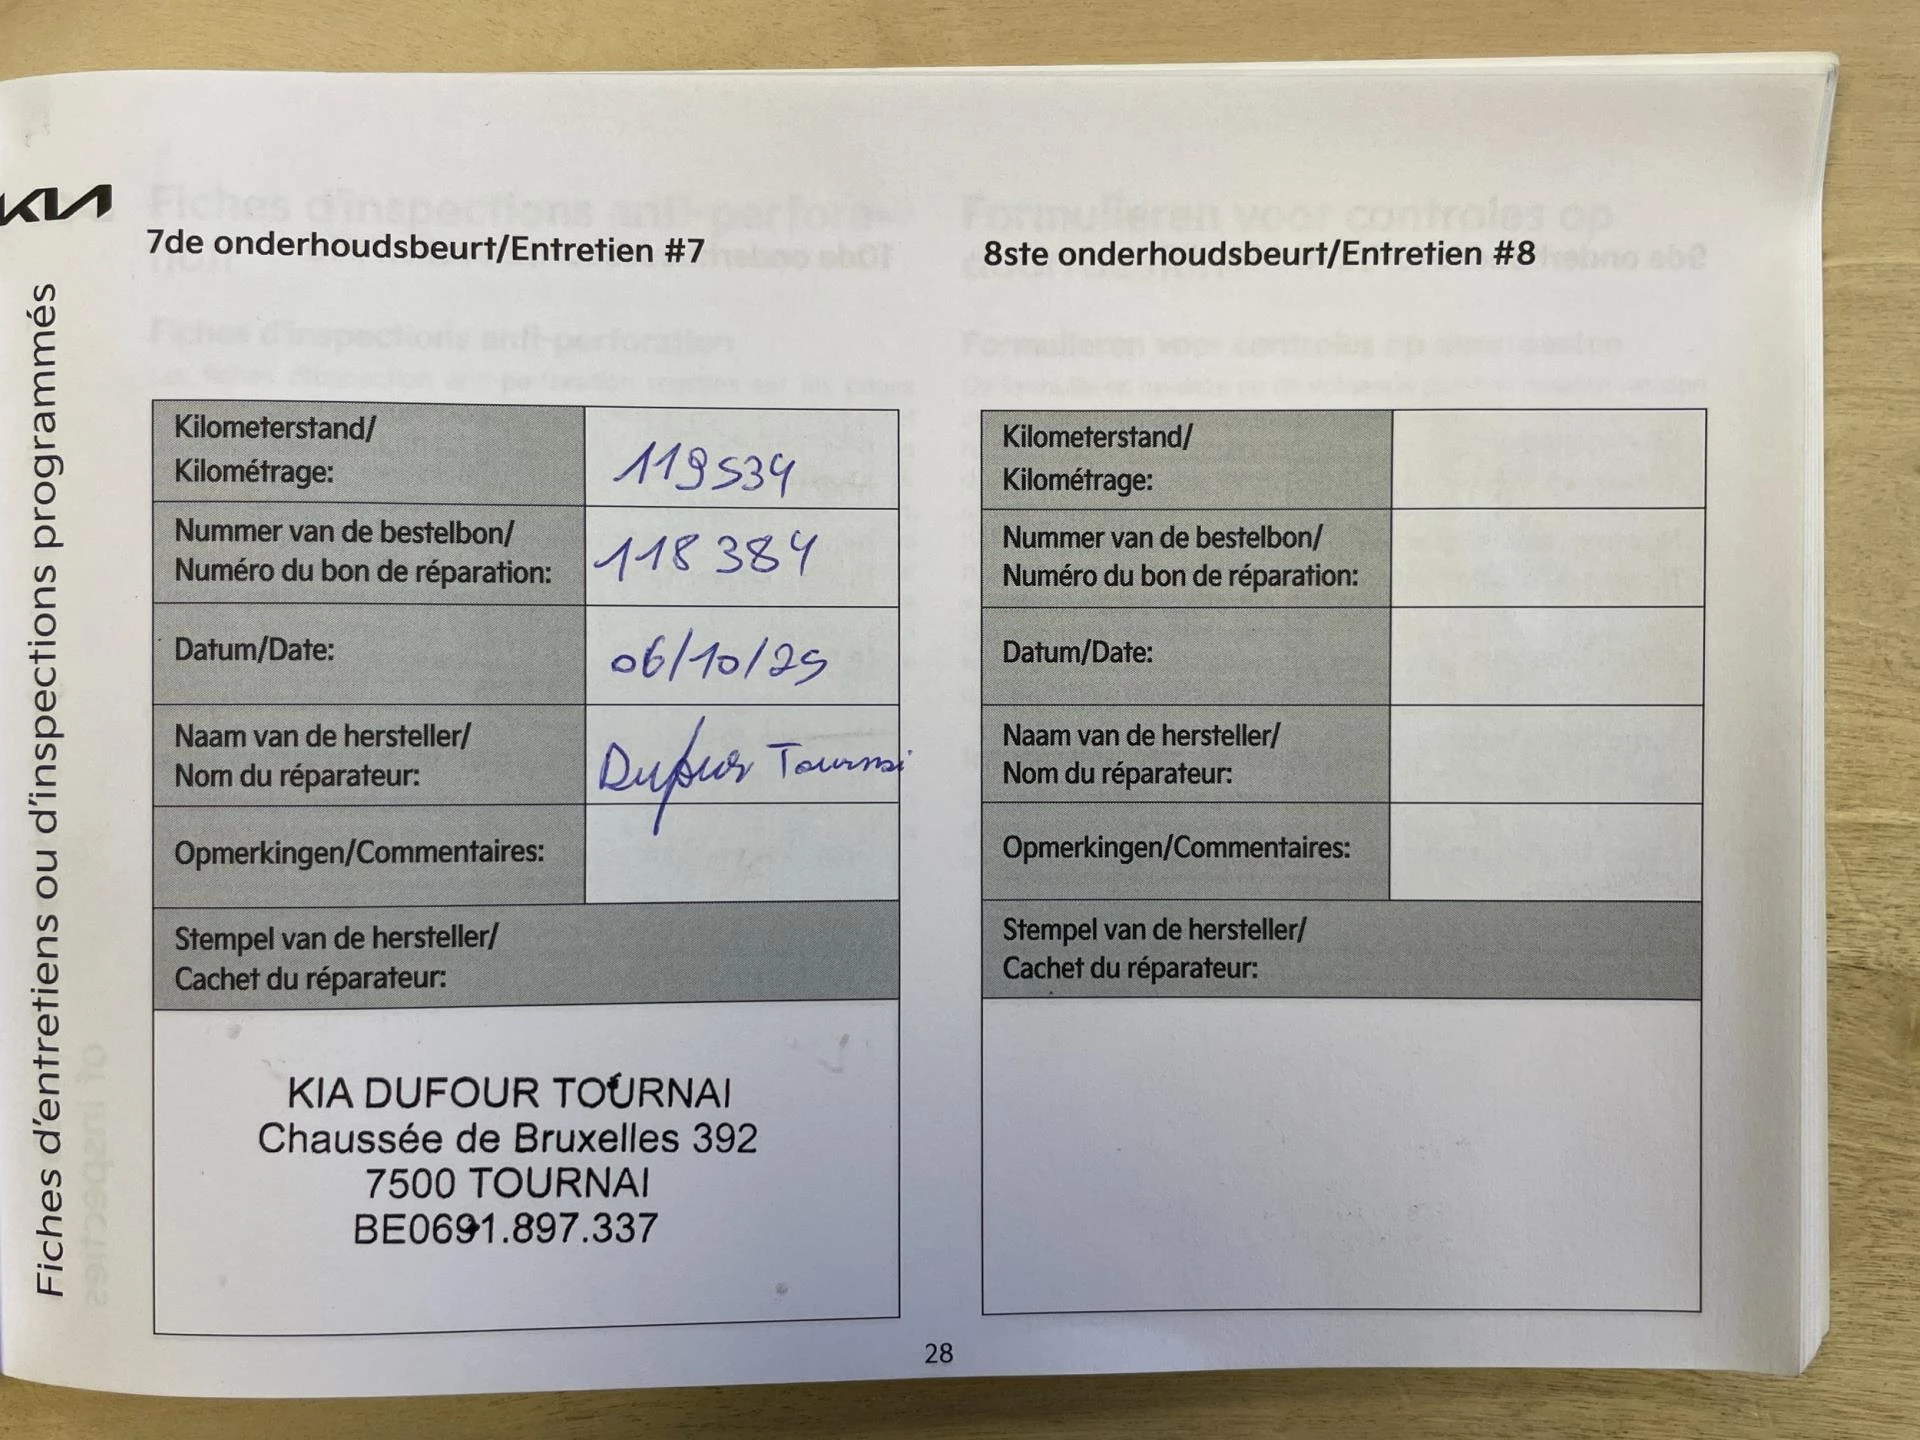 KIA
Fiches d'entretiens ou d'inspections programmés
7de onderhoudsbeurt/Entretien #7
Kilometerstand/
Kilométrage:
119534
Nummer van de bestelbon/
Numéro du bon de réparation:
118384
Datum/Date:
06/10/25
Naam van de hersteller/
Nom du réparateur:
Dufour Tournai
Opmerkingen/Commentaires:
Stempel van de hersteller/
Cachet du réparateur:
KIA DUFOUR TOURNAI
Chaussée de Bruxelles 392
7500 TOURNAI
BE0691.897.337
8ste onderhoudsbeurt/Entretien #8
Kilometerstand/
Kilométrage:
Nummer van de bestelbon/
Numéro du bon de réparation:
Datum/Date:
Naam van de hersteller/
Nom du réparateur:
Opmerkingen/Commentaires:
Stempel van de hersteller/
Cachet du réparateur:
28